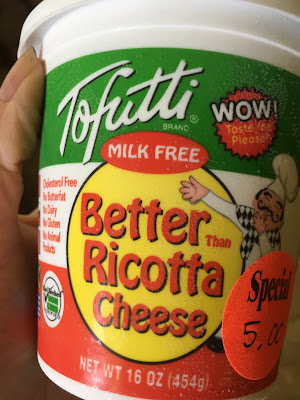 Tofutti
BRAND ®
MILK FREE
WOW!
Taste
Pleaser
Cholesterol Free
No Butterfat
No Dairy
No Gluten
No Animal
Products
Better Than
Ricotta
Cheese
NET WT 16 OZ (454g)
Special
5.00